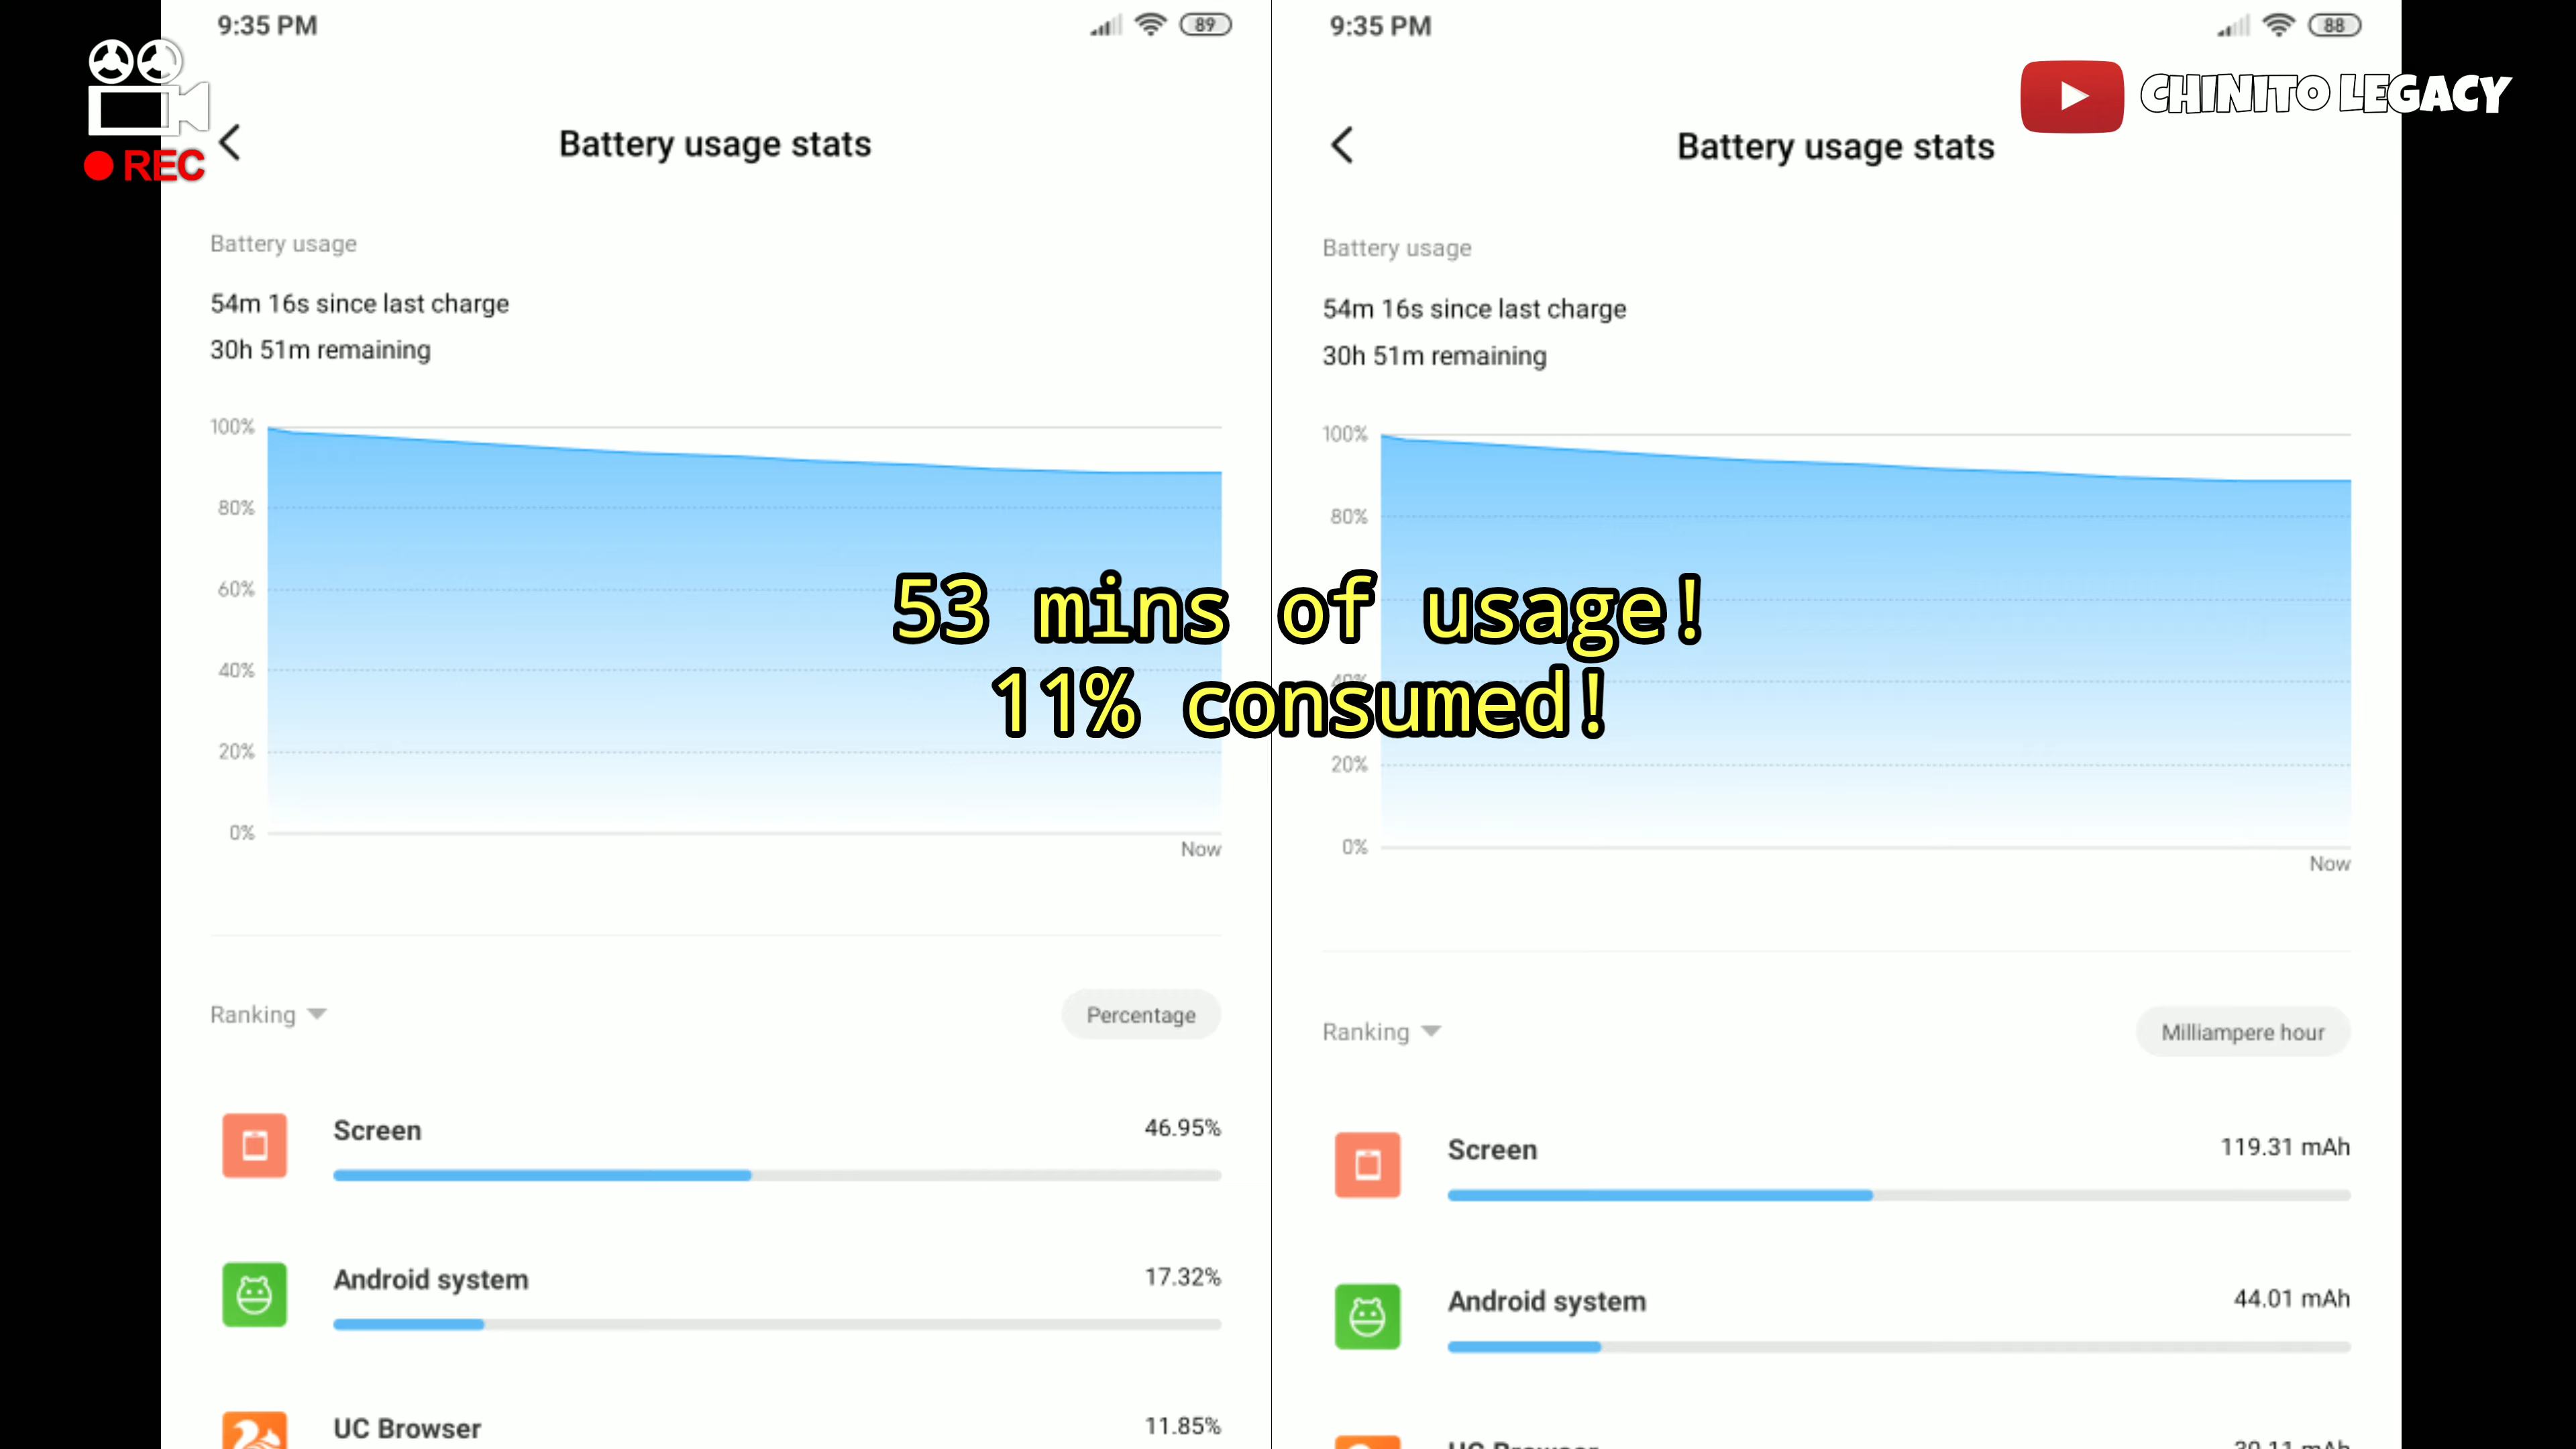 9:35 PM
89
REC
Battery usage stats
Battery usage
54m 16s since last charge
30h 51m remaining
100%
80%
60%
40%
20%
0%
Now
Ranking
Percentage
Screen
46.95%
Android system
17.32%
UC Browser
11.85%
9:35 PM
88
CHINITO LEGACY
Battery usage stats
Battery usage
54m 16s since last charge
30h 51m remaining
100%
80%
40%
20%
0%
Now
Ranking
Milliampere hour
Screen
119.31 mAh
Android system
44.01 mAh
53 mins of usage!
11% consumed!